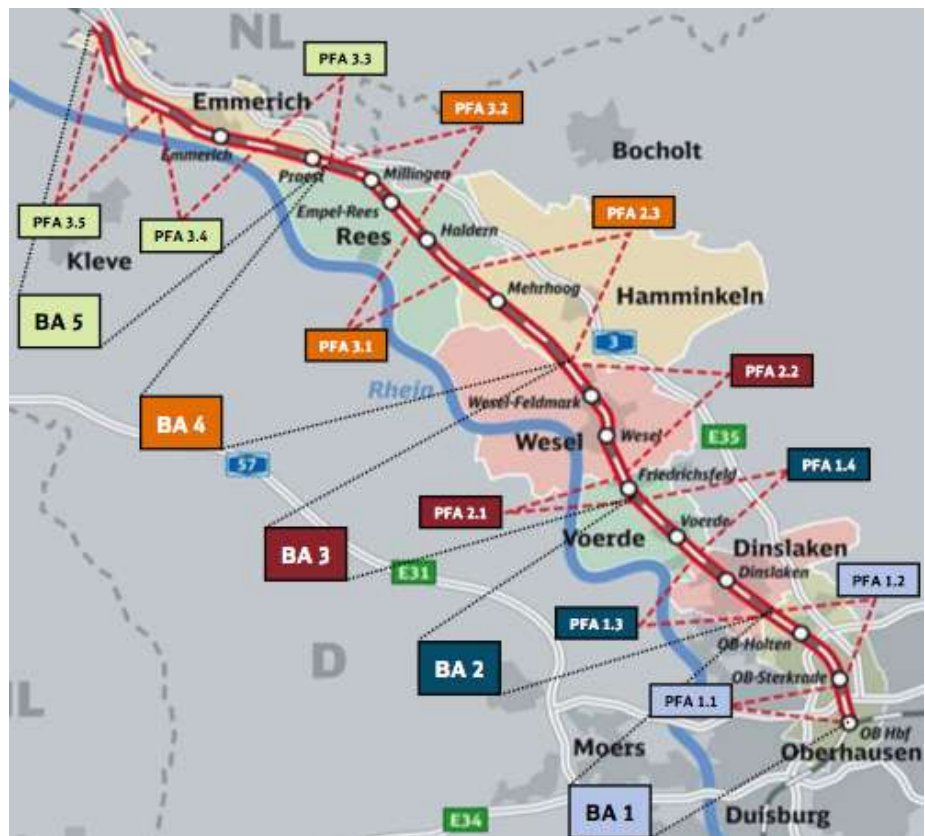 NL
PFA 3.3
Emmerich
PFA 3.2
Bocholt
Emmerich
Praest
Millingen
PFA 3.5
PFA 3.4
Empel-Rees
PFA 2.3
Rees
Haldern
Kleve
Mehrhoog
Hamminkeln
BA 5
PFA 3.1
3
Rhein
PFA 2.2
Wesel-Feldmark
BA 4
Wesel
Wesel
E35
57
Friedrichsfeld
PFA 1.4
PFA 2.1
Voerde
Voerde
Dinslaken
BA 3
E31
Dinslaken
PFA 1.2
PFA 1.3
OB-Holten
D
BA 2
OB-Sterkrade
NL
PFA 1.1
OB Hbf
Moers
Oberhausen
BA 1
Duisburg
E34